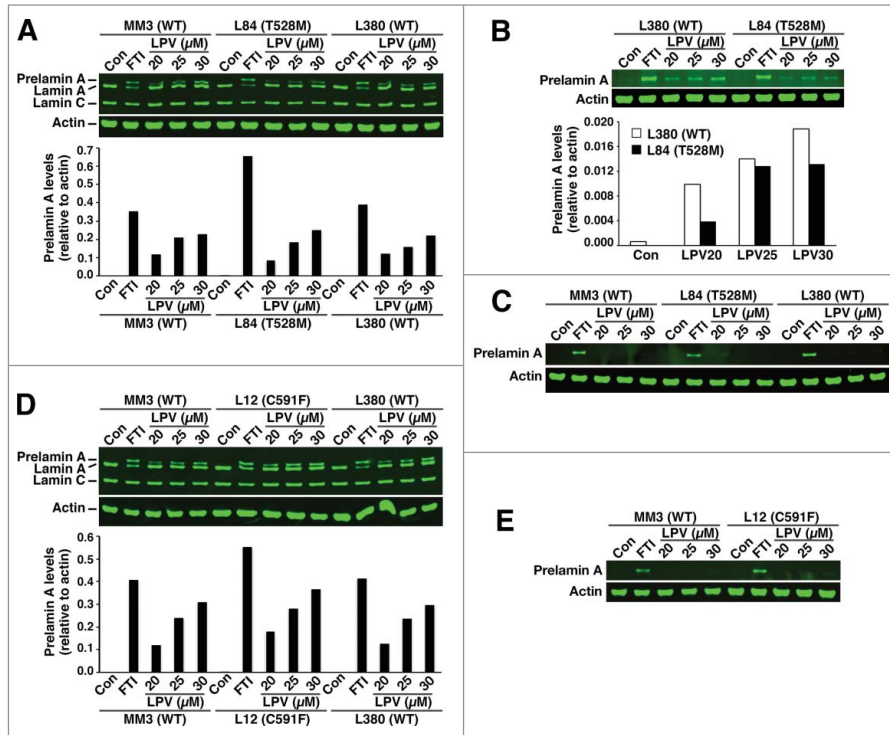 A
MM3 (WT) L84 (T528M) L380 (WT)
LPV (µM) LPV (µM) LPV (µM)
Con FTI 20 25 30 Con FTI 20 25 30 Con FTI 20 25 30
Prelamin A
Lamin A
Lamin C
Actin
Prelamin A levels
(relative to actin)
0.7
0.6
0.5
0.4
0.3
0.2
0.1
0.0
Con FTI 20 25 30 Con FTI 20 25 30 Con FTI 20 25 30
LPV (µM) LPV (µM) LPV (µM)
MM3 (WT) L84 (T528M) L380 (WT)
B
L380 (WT) L84 (T528M)
LPV (µM) LPV (µM)
Con FTI 20 25 30 Con FTI 20 25 30
Prelamin A
Actin
Prelamin A levels
(relative to actin)
0.020
0.016
0.012
0.008
0.004
0.000
L380 (WT)
L84 (T528M)
Con LPV20 LPV25 LPV30
C
MM3 (WT) L84 (T528M) L380 (WT)
LPV (µM) LPV (µM) LPV (µM)
Con FTI 20 25 30 Con FTI 20 25 30 Con FTI 20 25 30
Prelamin A
Actin
D
MM3 (WT) L12 (C591F) L380 (WT)
LPV (µM) LPV (µM) LPV (µM)
Con FTI 20 25 30 Con FTI 20 25 30 Con FTI 20 25 30
Prelamin A
Lamin A
Lamin C
Actin
Prelamin A levels
(relative to actin)
0.6
0.5
0.4
0.3
0.2
0.1
0.0
Con FTI 20 25 30 Con FTI 20 25 30 Con FTI 20 25 30
LPV (µM) LPV (µM) LPV (µM)
MM3 (WT) L12 (C591F) L380 (WT)
E
MM3 (WT) L12 (C591F)
LPV (µM) LPV (µM)
Con FTI 20 25 30 Con FTI 20 25 30
Prelamin A
Actin